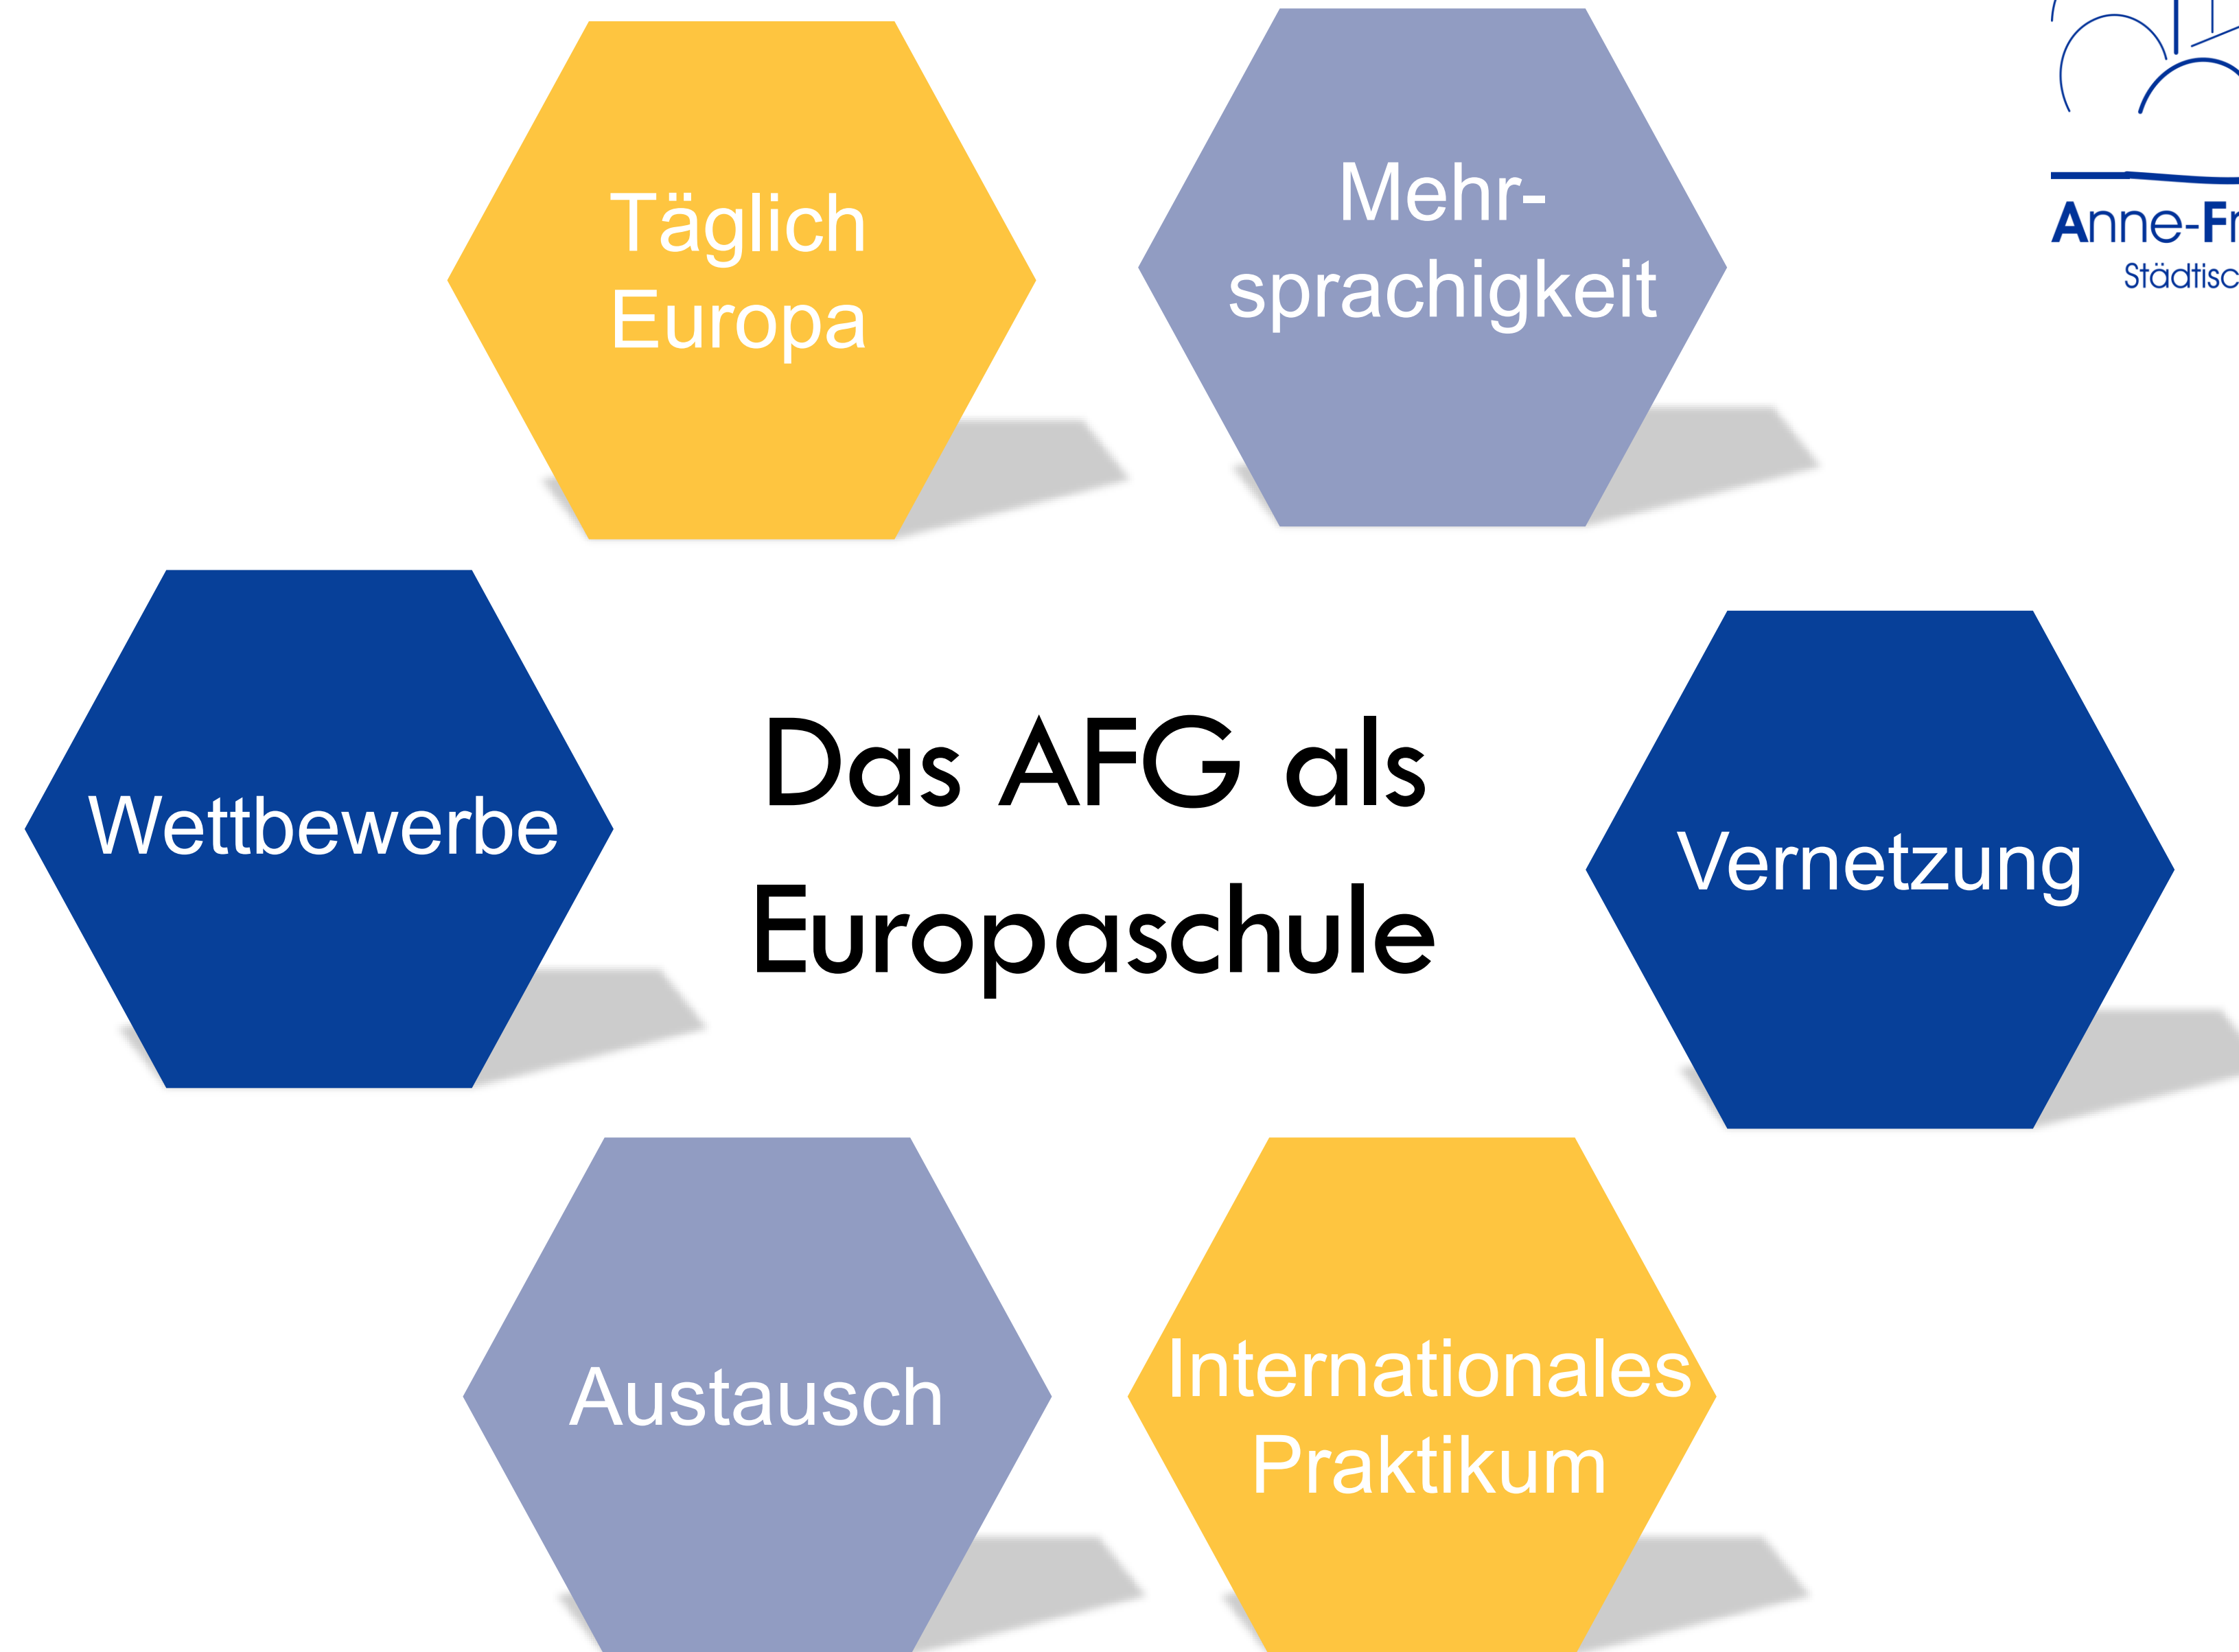 Täglich
Europa
Mehr-
sprachigkeit
Anne-Fr
Städtisc
Wettbewerbe
Das AFG als
Europaschule
Vernetzung
Austausch
Internationales
Praktikum